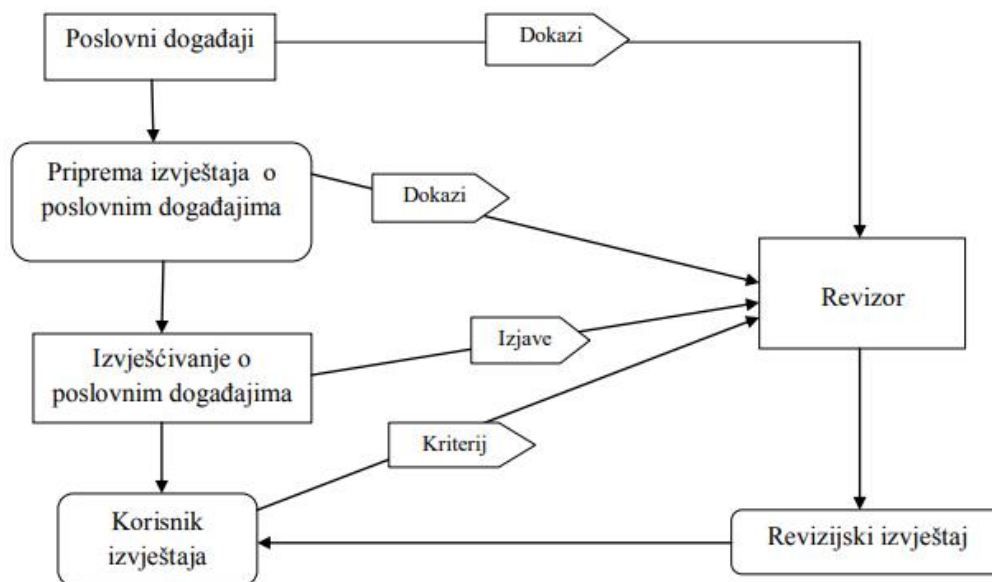 Poslovni događaji
Dokazi
Priprema izvještaja o
poslovnim događajima
Dokazi
Revizor
Izvješćivanje o
poslovnim događajima
Izjave
Kriterij
Korisnik
izvještaja
Revizijski izvještaj